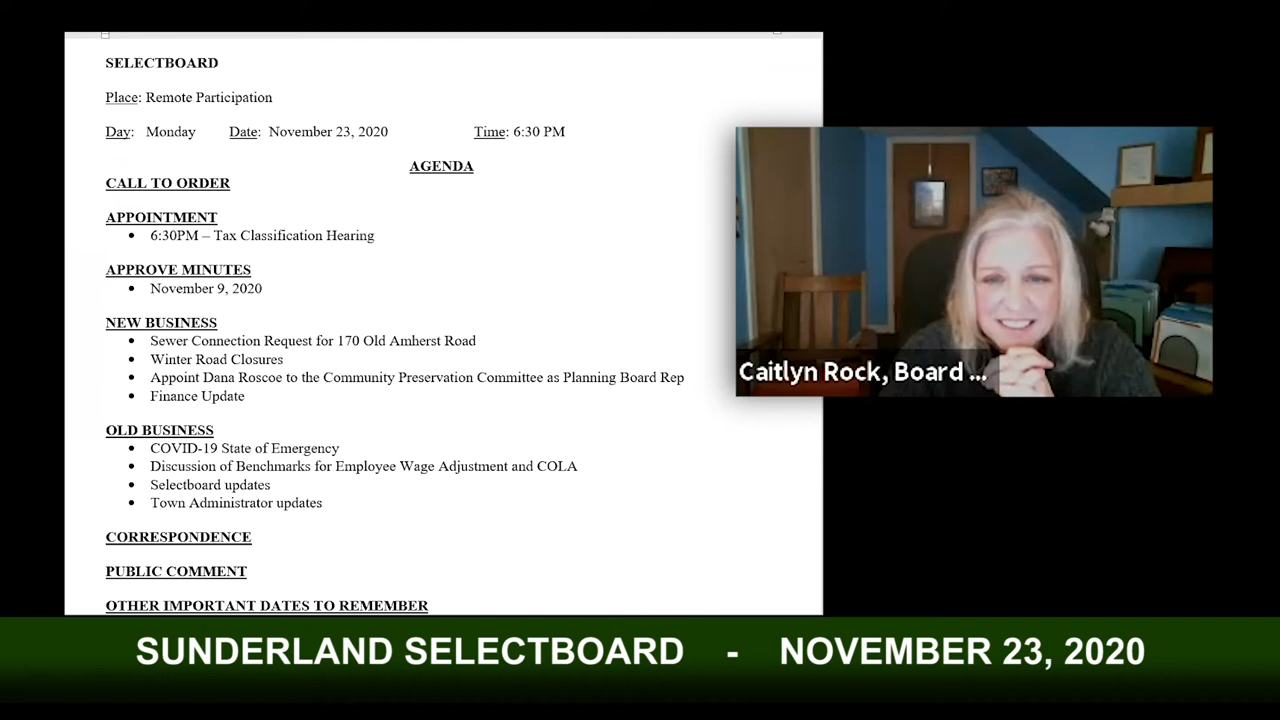 SELECTBOARD
Place: Remote Participation
Day: Monday Date: November 23, 2020 Time: 6:30 PM
AGENDA
CALL TO ORDER
APPOINTMENT
• 6:30PM – Tax Classification Hearing
APPROVE MINUTES
• November 9, 2020
NEW BUSINESS
• Sewer Connection Request for 170 Old Amherst Road
• Winter Road Closures
• Appoint Dana Roscoe to the Community Preservation Committee as Planning Board Rep
• Finance Update
OLD BUSINESS
• COVID-19 State of Emergency
• Discussion of Benchmarks for Employee Wage Adjustment and COLA
• Selectboard updates
• Town Administrator updates
CORRESPONDENCE
PUBLIC COMMENT
OTHER IMPORTANT DATES TO REMEMBER
Caitlyn Rock, Board ...
SUNDERLAND SELECTBOARD - NOVEMBER 23, 2020